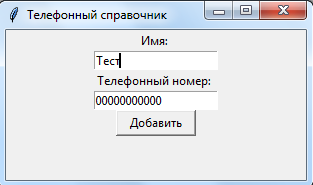 Телефонный справочник
Имя:
Тест
Телефонный номер:
00000000000
Добавить